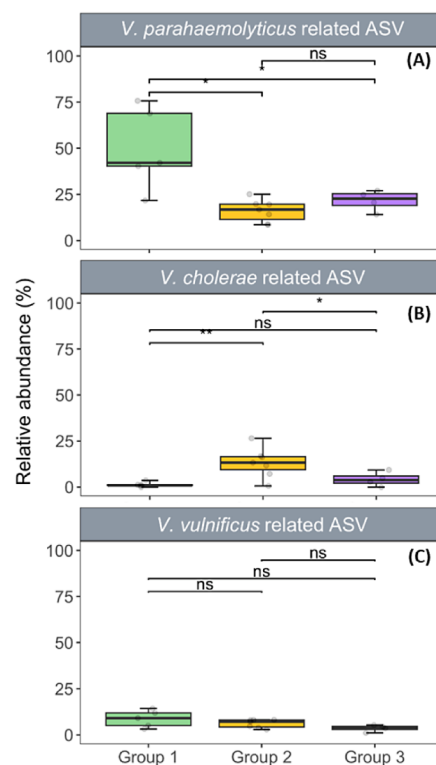 V. parahaemolyticus related ASV
(A)
ns
*
*
100
75
50
25
0
V. cholerae related ASV
(B)
*
ns
**
100
75
50
25
0
V. vulnificus related ASV
(C)
ns
ns
ns
100
75
50
25
0
Relative abundance (%)
Group 1 Group 2 Group 3